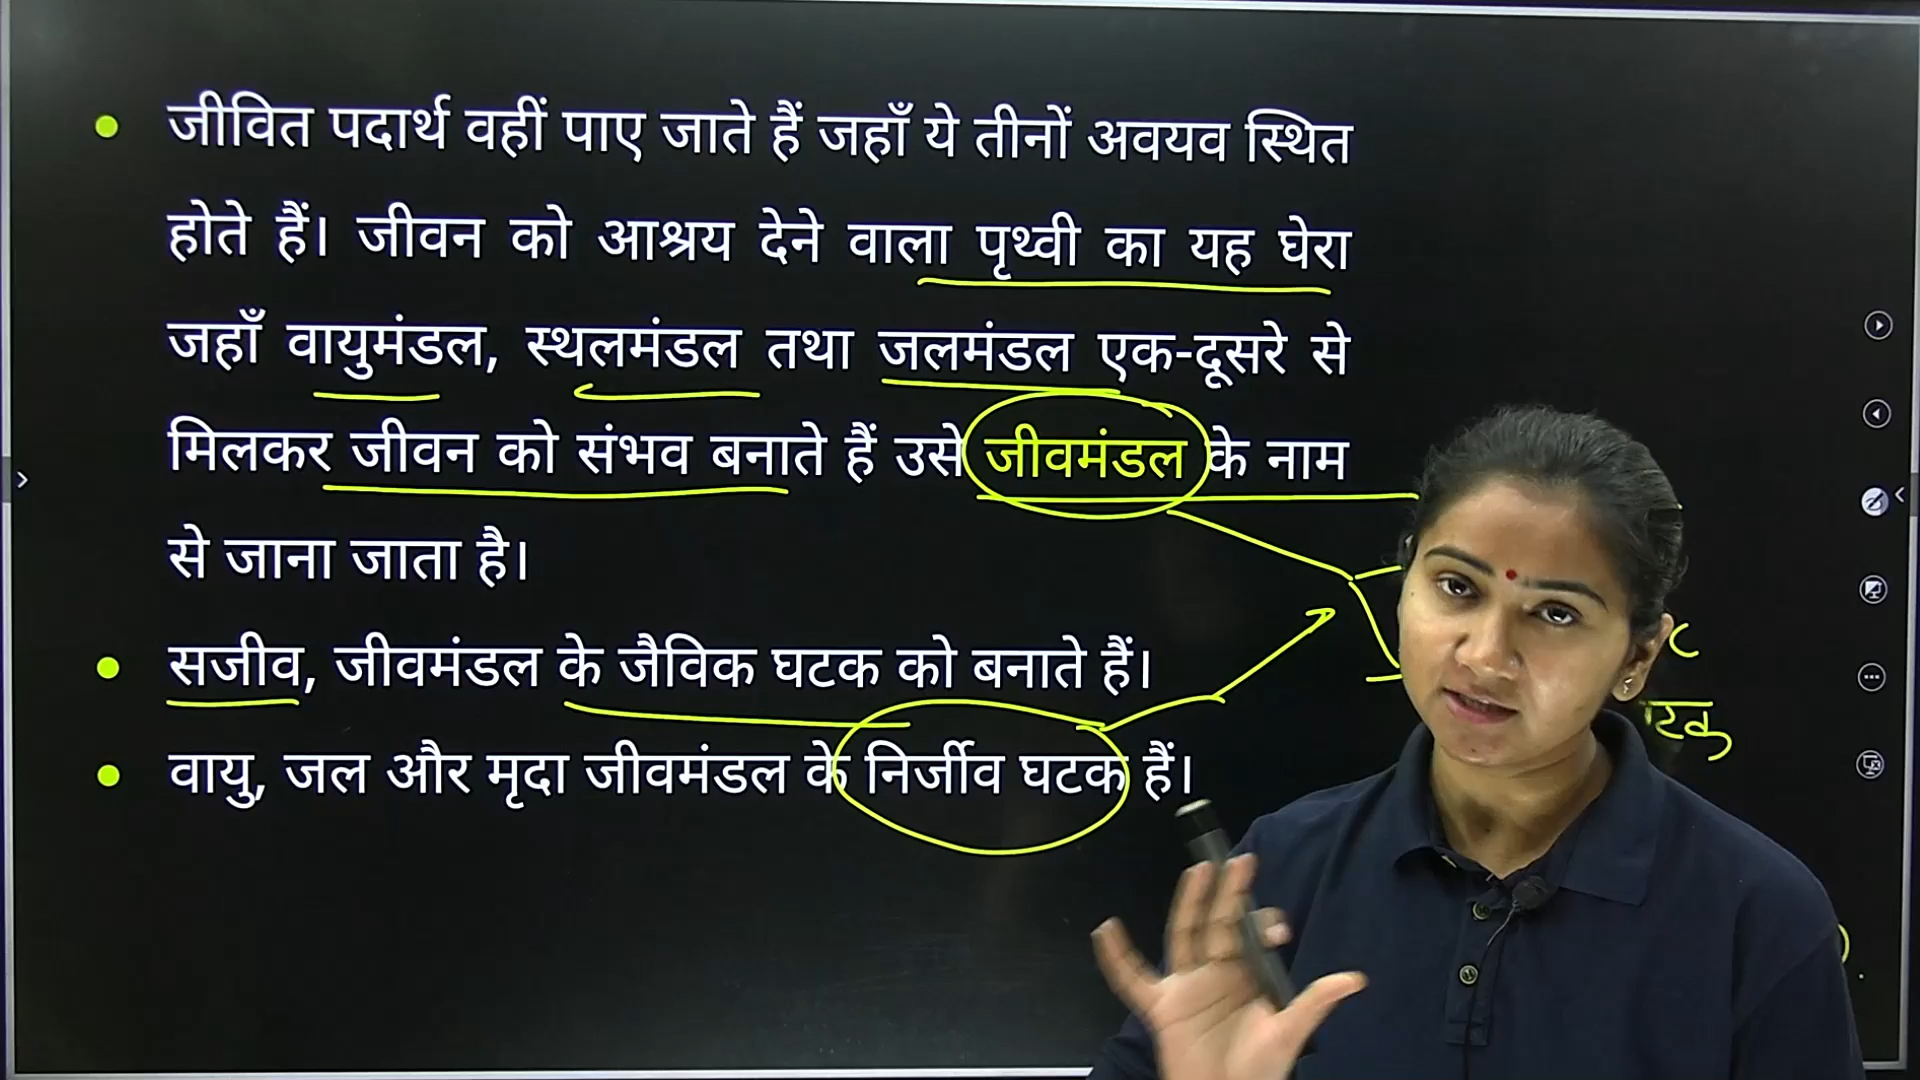 जीवित पदार्थ वहीं पाए जाते हैं जहाँ ये तीनों अवयव स्थित
होते हैं। जीवन को आश्रय देने वाला पृथ्वी का यह घेरा
जहाँ वायुमंडल, स्थलमंडल तथा जलमंडल एक-दूसरे से
मिलकर जीवन को संभव बनाते हैं उसे जीवमंडल के नाम
से जाना जाता है।
सजीव, जीवमंडल के जैविक घटक को बनाते हैं।
वायु, जल और मृदा जीवमंडल के निर्जीव घटक हैं।